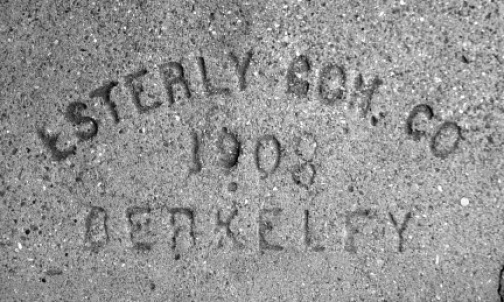 ESTERLY CON. CO
1908
BERKELEY